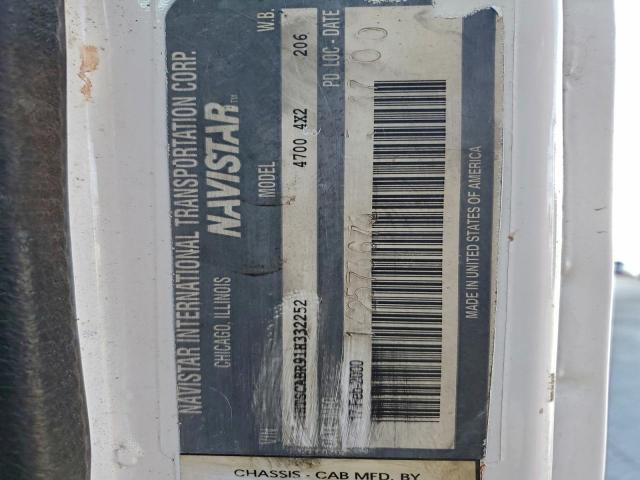 NAVISTAR INTERNATIONAL TRANSPORTATION CORP.
CHICAGO, ILLINOIS
NAVISTAR
VIN MODEL W.B.
4700 4X2 206
PD LOC - DATE
MADE IN UNITED STATES OF AMERICA
CHASSIS - CAB MFD. BY